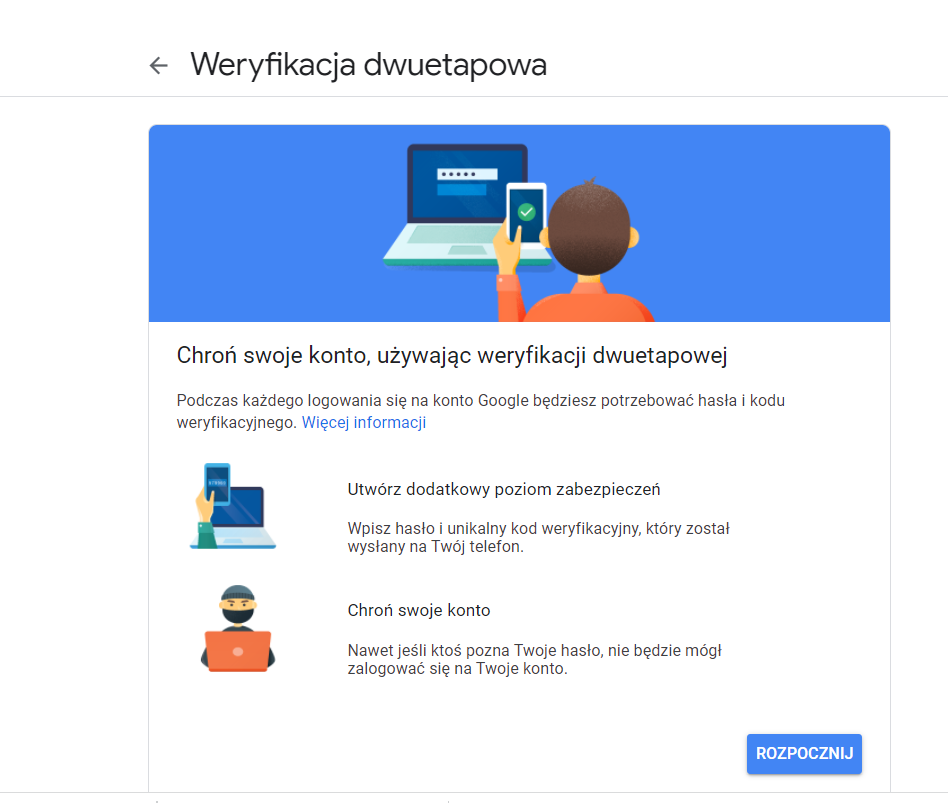 Weryfikacja dwuetapowa
Chroń swoje konto, używając weryfikacji dwuetapowej
Podczas każdego logowania się na konto Google będziesz potrzebować hasła i kodu
weryfikacyjnego. Więcej informacji
Utwórz dodatkowy poziom zabezpieczeń
Wpisz hasło i unikalny kod weryfikacyjny, który został
wysłany na Twój telefon.
Chroń swoje konto
Nawet jeśli ktoś pozna Twoje hasło, nie będzie mógł
zalogować się na Twoje konto.
ROZPOCZNIJ